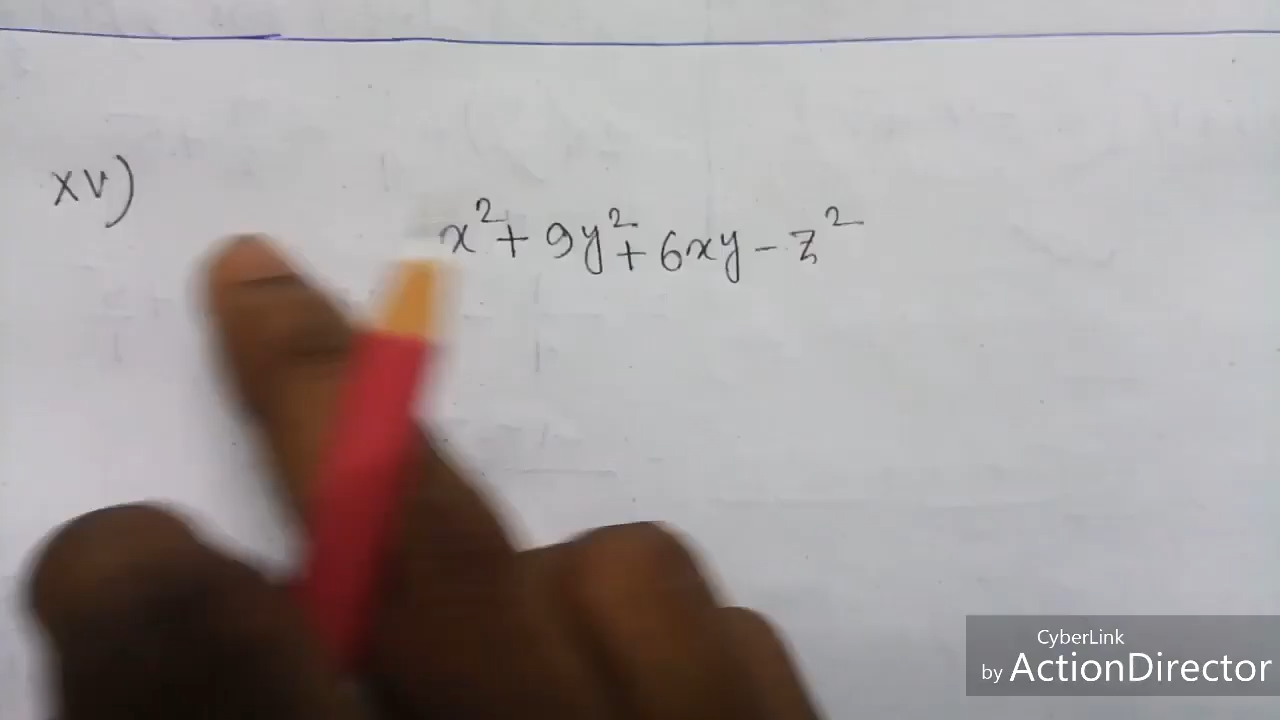 xv)
x² + 9y² + 6xy - z²
CyberLink
by ActionDirector